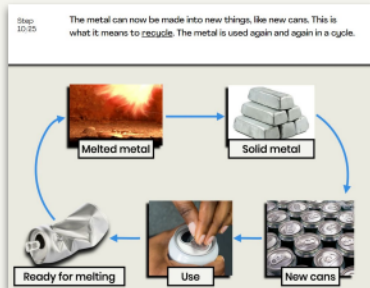 Step
10:25
The metal can now be made into new things, like new cans. This is
what it means to recycle. The metal is used again and again in a cycle.
Melted metal
Solid metal
Ready for melting
Use
New cans